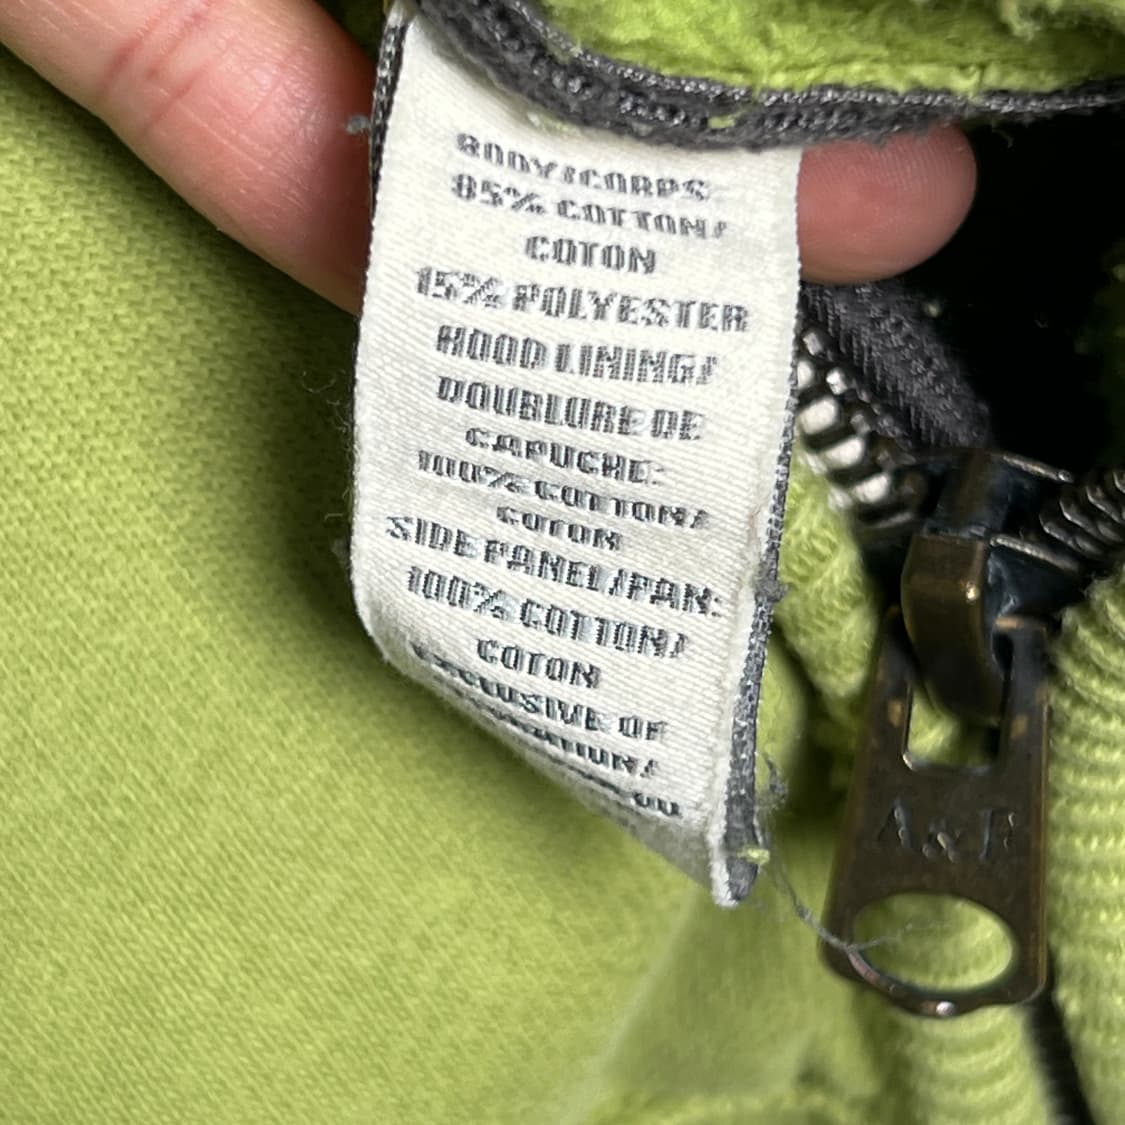 BODY/CORPS:
85% COTTON/
COTON
15% POLYESTER
HOOD LINING/
DOUBLURE DE
CAPUCHE:
100% COTTON/
COTON
SIDE PANEL/PAN:
100% COTTON/
COTON
EXCLUSIVE OF
A&F